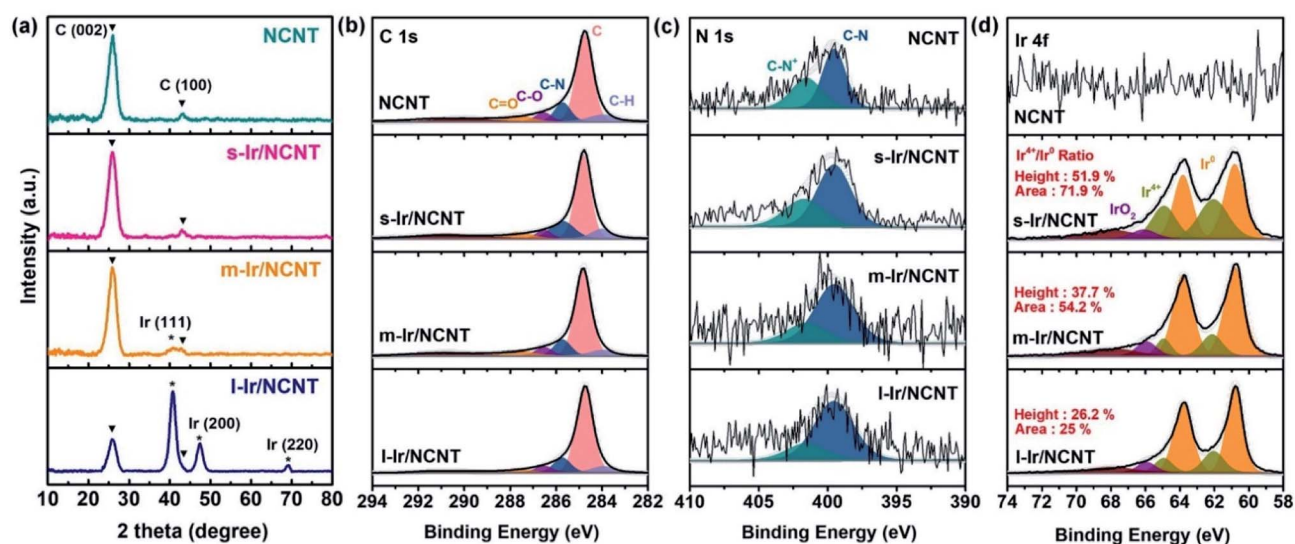 (a)
C (002)
NCNT
C (100)
s-Ir/NCNT
m-Ir/NCNT
Ir (111)
*
l-Ir/NCNT
*
Ir (200)
*
Ir (220)
*
Intensity (a.u.)
10 20 30 40 50 60 70 80
2 theta (degree)
(b)
C 1s
C
C-N
C-O
C=O
C-H
NCNT
s-Ir/NCNT
m-Ir/NCNT
l-Ir/NCNT
294 292 290 288 286 284 282
Binding Energy (eV)
(c)
N 1s
C-N
NCNT
C-N⁺
s-Ir/NCNT
m-Ir/NCNT
l-Ir/NCNT
410 405 400 395 390
Binding Energy (eV)
(d)
Ir 4f
NCNT
Ir⁴⁺/Ir⁰ Ratio
Height : 51.9 %
Area : 71.9 %
Ir⁰
Ir⁴⁺
IrO₂
s-Ir/NCNT
Height : 37.7 %
Area : 54.2 %
m-Ir/NCNT
Height : 26.2 %
Area : 25 %
l-Ir/NCNT
74 72 70 68 66 64 62 60 58
Binding Energy (eV)